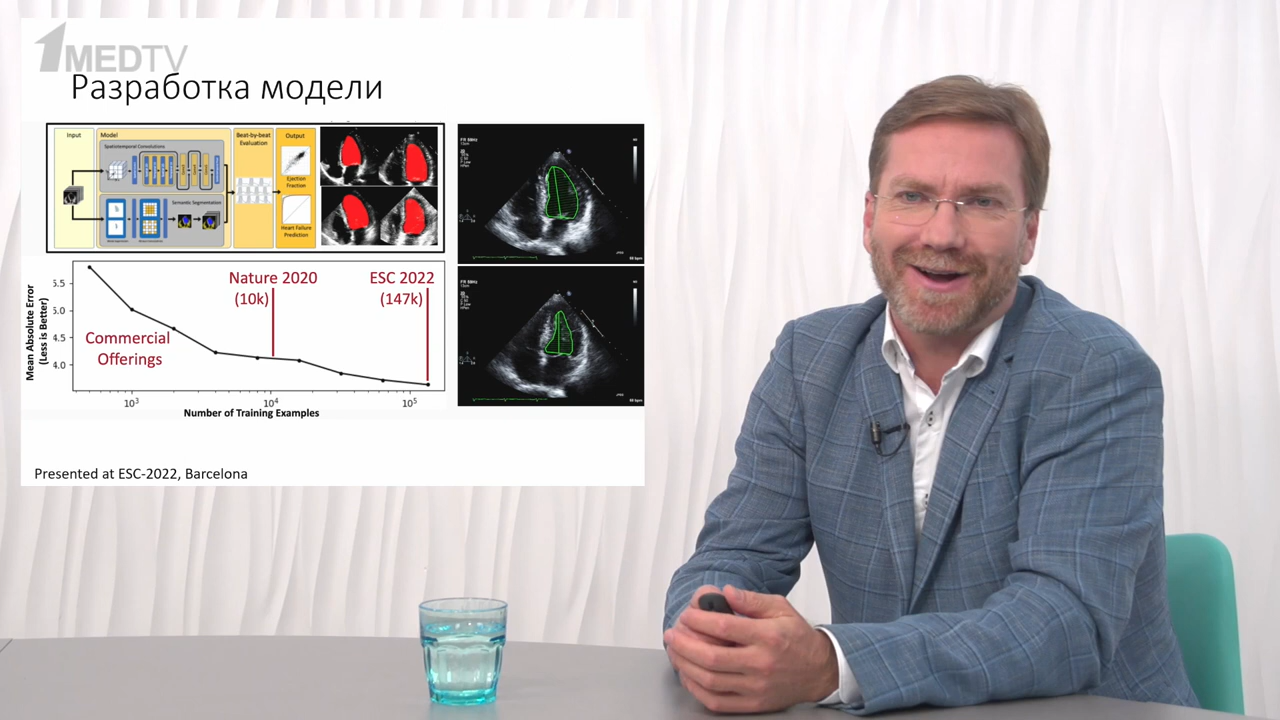 1MEDTV
Разработка модели
Input
Model
Spatiotemporal Convolutions
Semantic Segmentation
Beat-by-beat
Evaluation
Output
Ejection
Fraction
Heart Failure
Prediction
Mean Absolute Error
(Less is Better)
5.5
5.0
4.5
4.0
Commercial
Offerings
Nature 2020
(10k)
ESC 2022
(147k)
10³
10⁴
10⁵
Number of Training Examples
Presented at ESC-2022, Barcelona